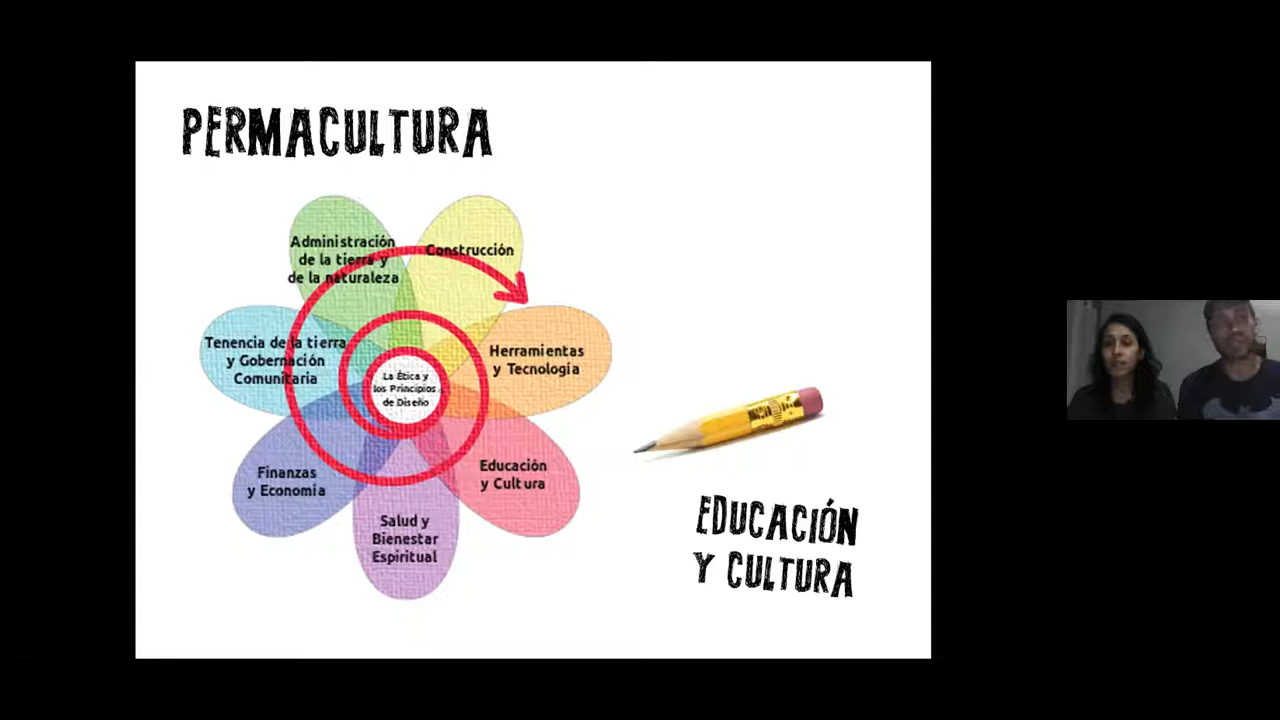 PERMACULTURA
Administración
de la tierra y
de la naturaleza
Construcción
Tenencia de la tierra
y Gobernación
Comunitaria
Herramientas
y Tecnología
La Ética y
los Principios
de Diseño
Finanzas
y Economía
Educación
y Cultura
Salud y
Bienestar
Espiritual
EDUCACIÓN
Y CULTURA